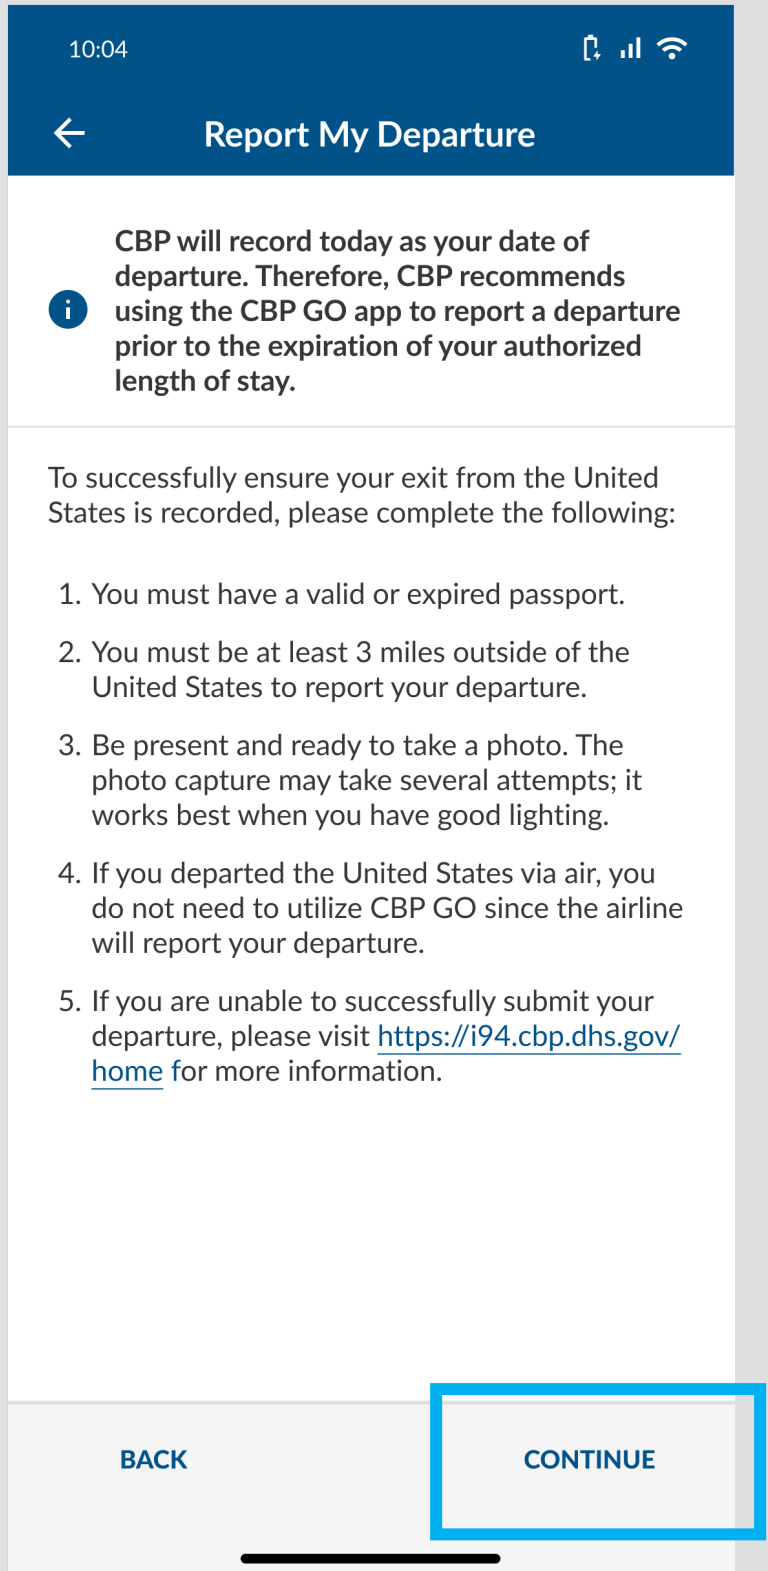 10:04
Report My Departure
CBP will record today as your date of
departure. Therefore, CBP recommends
using the CBP GO app to report a departure
prior to the expiration of your authorized
length of stay.
To successfully ensure your exit from the United
States is recorded, please complete the following:
1. You must have a valid or expired passport.
2. You must be at least 3 miles outside of the
United States to report your departure.
3. Be present and ready to take a photo. The
photo capture may take several attempts; it
works best when you have good lighting.
4. If you departed the United States via air, you
do not need to utilize CBP GO since the airline
will report your departure.
5. If you are unable to successfully submit your
departure, please visit https://i94.cbp.dhs.gov/
home for more information.
BACK
CONTINUE